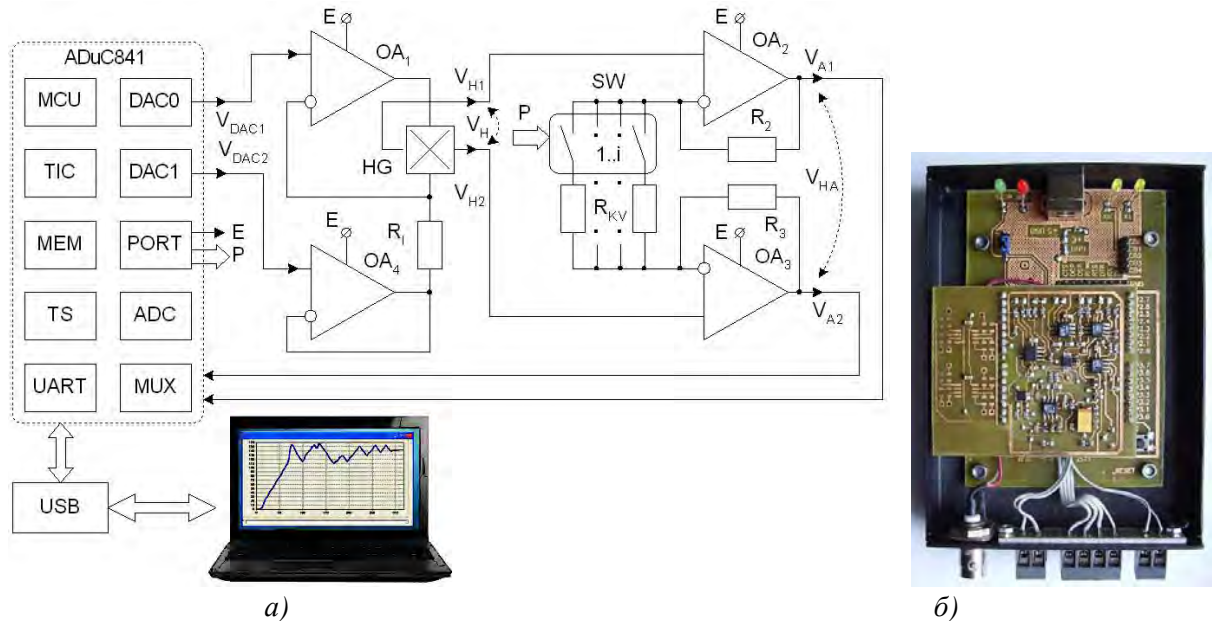 ADuC841
MCU
DAC0
TIC
DAC1
MEM
PORT
TS
ADC
UART
MUX
USB
V_DAC1
V_DAC2
E
P
E
OA1
HG
R1
E
OA4
V_H1
V_H
V_H2
P
SW
1..i
R_KV
E
OA2
R2
R3
E
OA3
V_A1
V_HA
V_A2
а)
б)